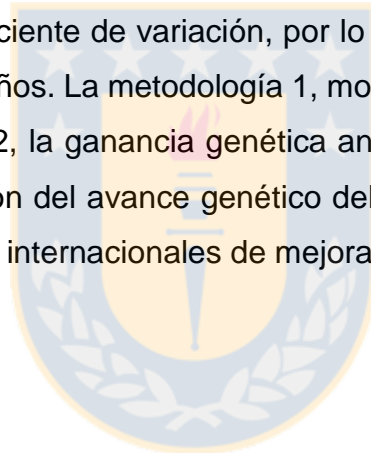 ciente de variación, por lo
ños. La metodología 1, mo
2, la ganancia genética an
on del avance genético del
internacionales de mejora